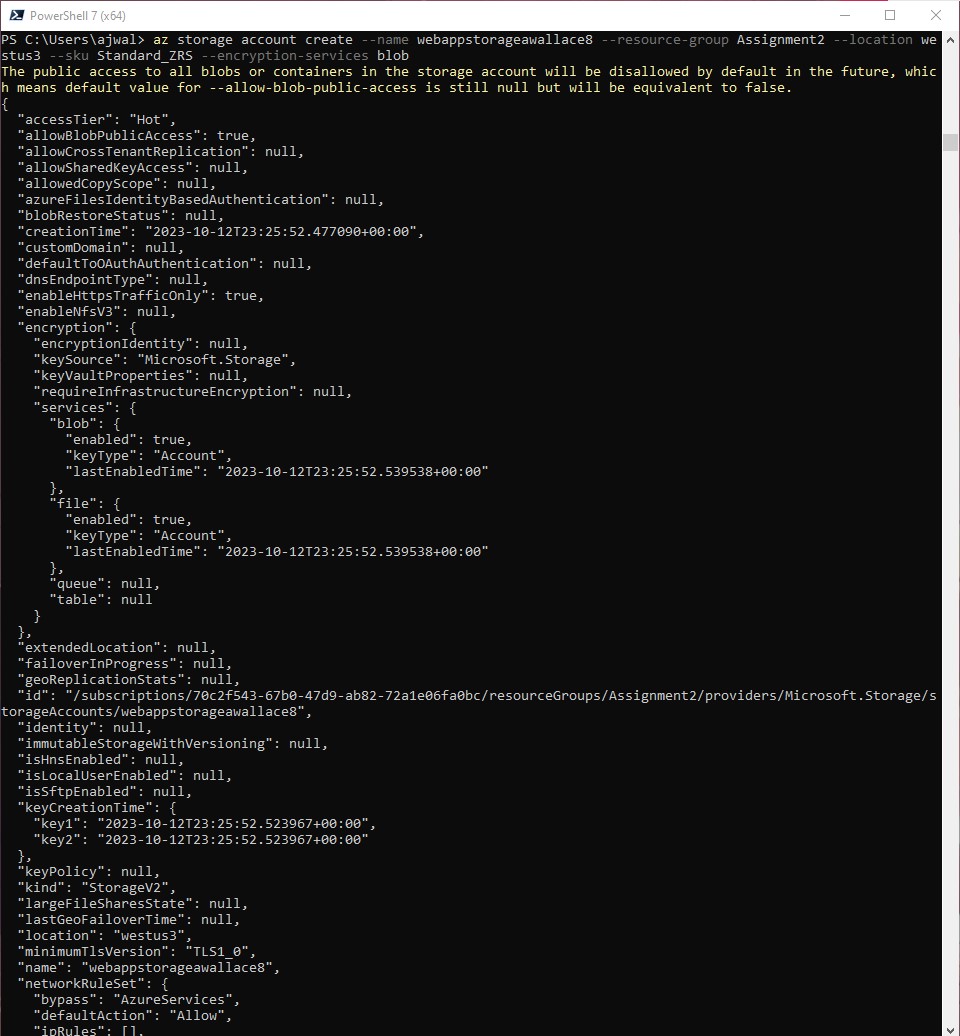 PowerShell 7 (x64)
PS C:\Users\ajwal> az storage account create --name webappstorageawallace8 --resource-group Assignment2 --location we
stus3 --sku Standard_ZRS --encryption-services blob
The public access to all blobs or containers in the storage account will be disallowed by default in the future, whic
h means default value for --allow-blob-public-access is still null but will be equivalent to false.
{
  "accessTier": "Hot",
  "allowBlobPublicAccess": true,
  "allowCrossTenantReplication": null,
  "allowSharedKeyAccess": null,
  "allowedCopyScope": null,
  "azureFilesIdentityBasedAuthentication": null,
  "blobRestoreStatus": null,
  "creationTime": "2023-10-12T23:25:52.477090+00:00",
  "customDomain": null,
  "defaultToOAuthAuthentication": null,
  "dnsEndpointType": null,
  "enableHttpsTrafficOnly": true,
  "enableNfsV3": null,
  "encryption": {
    "encryptionIdentity": null,
    "keySource": "Microsoft.Storage",
    "keyVaultProperties": null,
    "requireInfrastructureEncryption": null,
    "services": {
      "blob": {
        "enabled": true,
        "keyType": "Account",
        "lastEnabledTime": "2023-10-12T23:25:52.539538+00:00"
      },
      "file": {
        "enabled": true,
        "keyType": "Account",
        "lastEnabledTime": "2023-10-12T23:25:52.539538+00:00"
      },
      "queue": null,
      "table": null
    }
  },
  "extendedLocation": null,
  "failoverInProgress": null,
  "geoReplicationStats": null,
  "id": "/subscriptions/70c2f543-67b0-47d9-ab82-72a1e06fa0bc/resourceGroups/Assignment2/providers/Microsoft.Storage/s
torageAccounts/webappstorageawallace8",
  "identity": null,
  "immutableStorageWithVersioning": null,
  "isHnsEnabled": null,
  "isLocalUserEnabled": null,
  "isSftpEnabled": null,
  "keyCreationTime": {
    "key1": "2023-10-12T23:25:52.523967+00:00",
    "key2": "2023-10-12T23:25:52.523967+00:00"
  },
  "keyPolicy": null,
  "kind": "StorageV2",
  "largeFileSharesState": null,
  "lastGeoFailoverTime": null,
  "location": "westus3",
  "minimumTlsVersion": "TLS1_0",
  "name": "webappstorageawallace8",
  "networkRuleSet": {
    "bypass": "AzureServices",
    "defaultAction": "Allow",
    "ipRules": [],